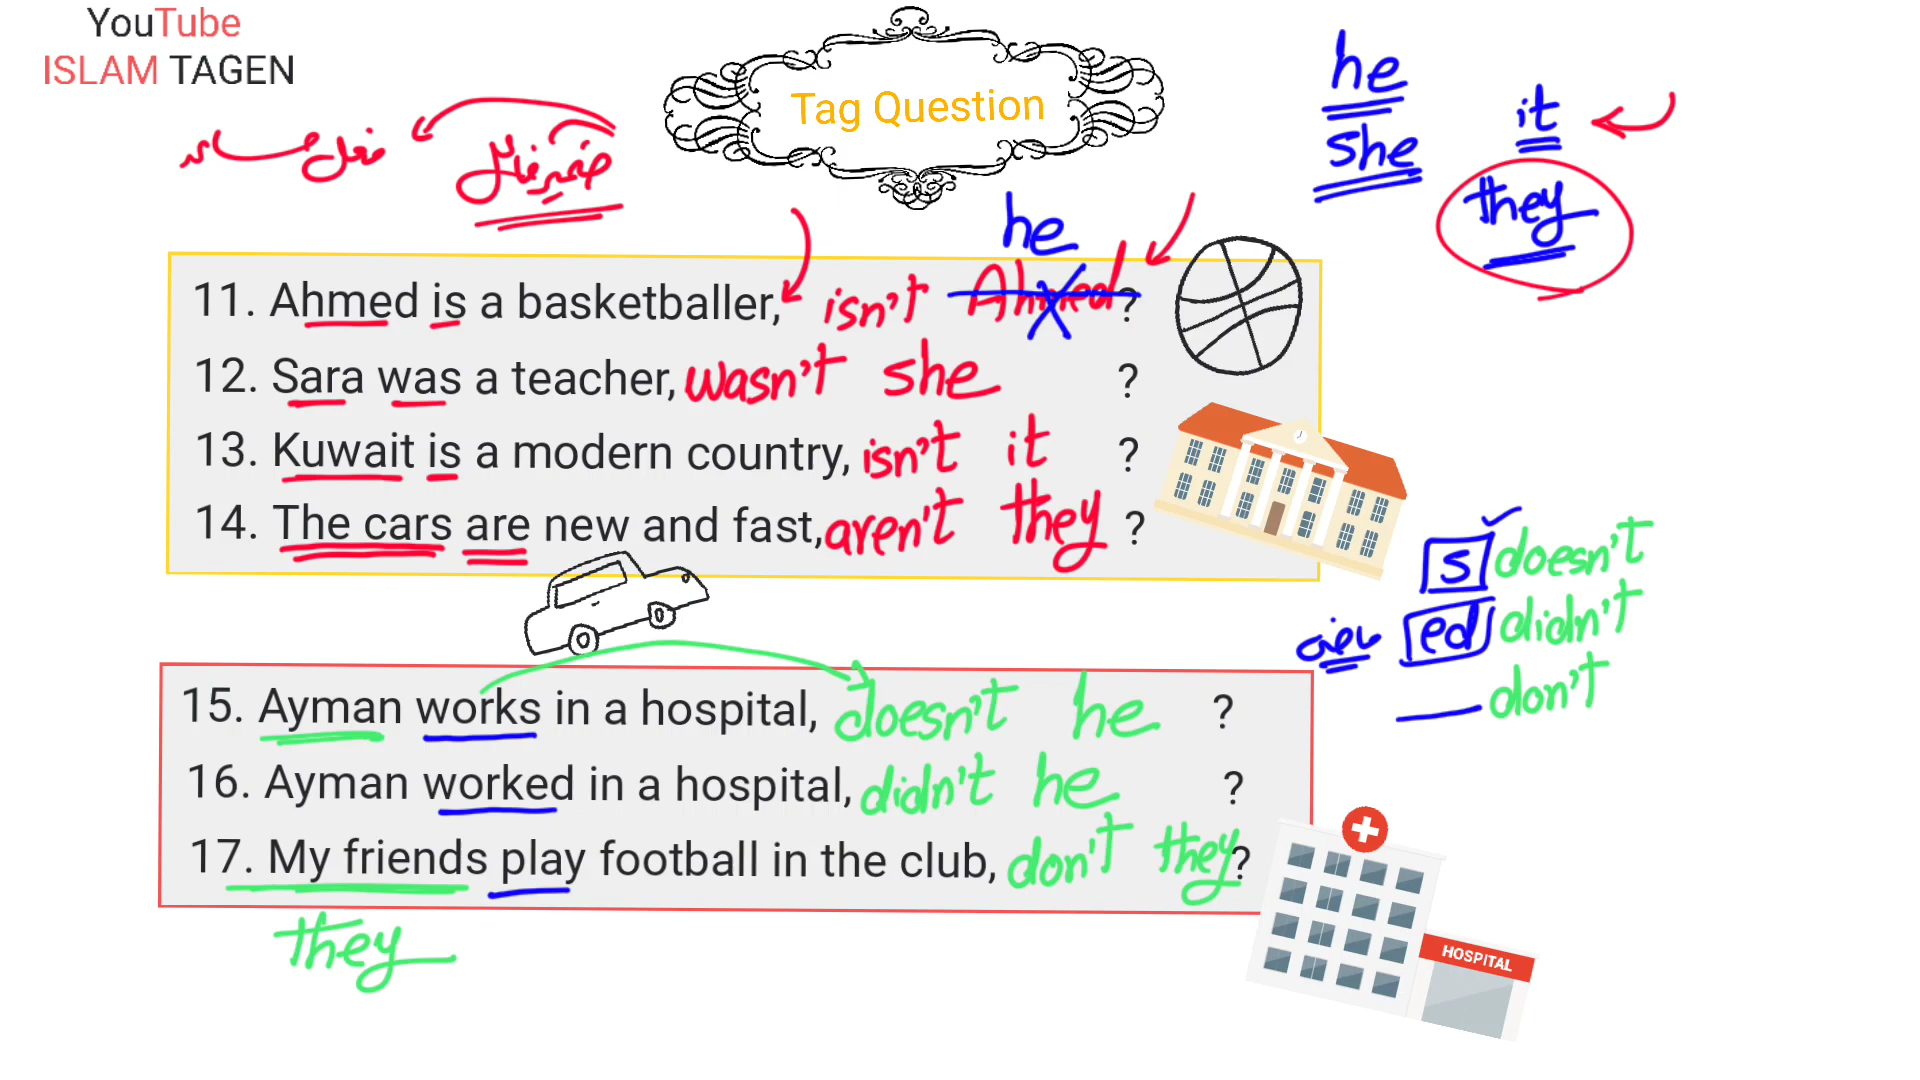 YouTube
ISLAM TAGEN
Tag Question
he
she
it
they
he
11. Ahmed is a basketballer, isn't Ahmed ?
12. Sara was a teacher, wasn't she ?
13. Kuwait is a modern country, isn't it ?
14. The cars are new and fast, aren't they ?
s doesn't
ed didn't
don't
15. Ayman works in a hospital, doesn't he ?
16. Ayman worked in a hospital, didn't he ?
17. My friends play football in the club, don't they ?
they
HOSPITAL